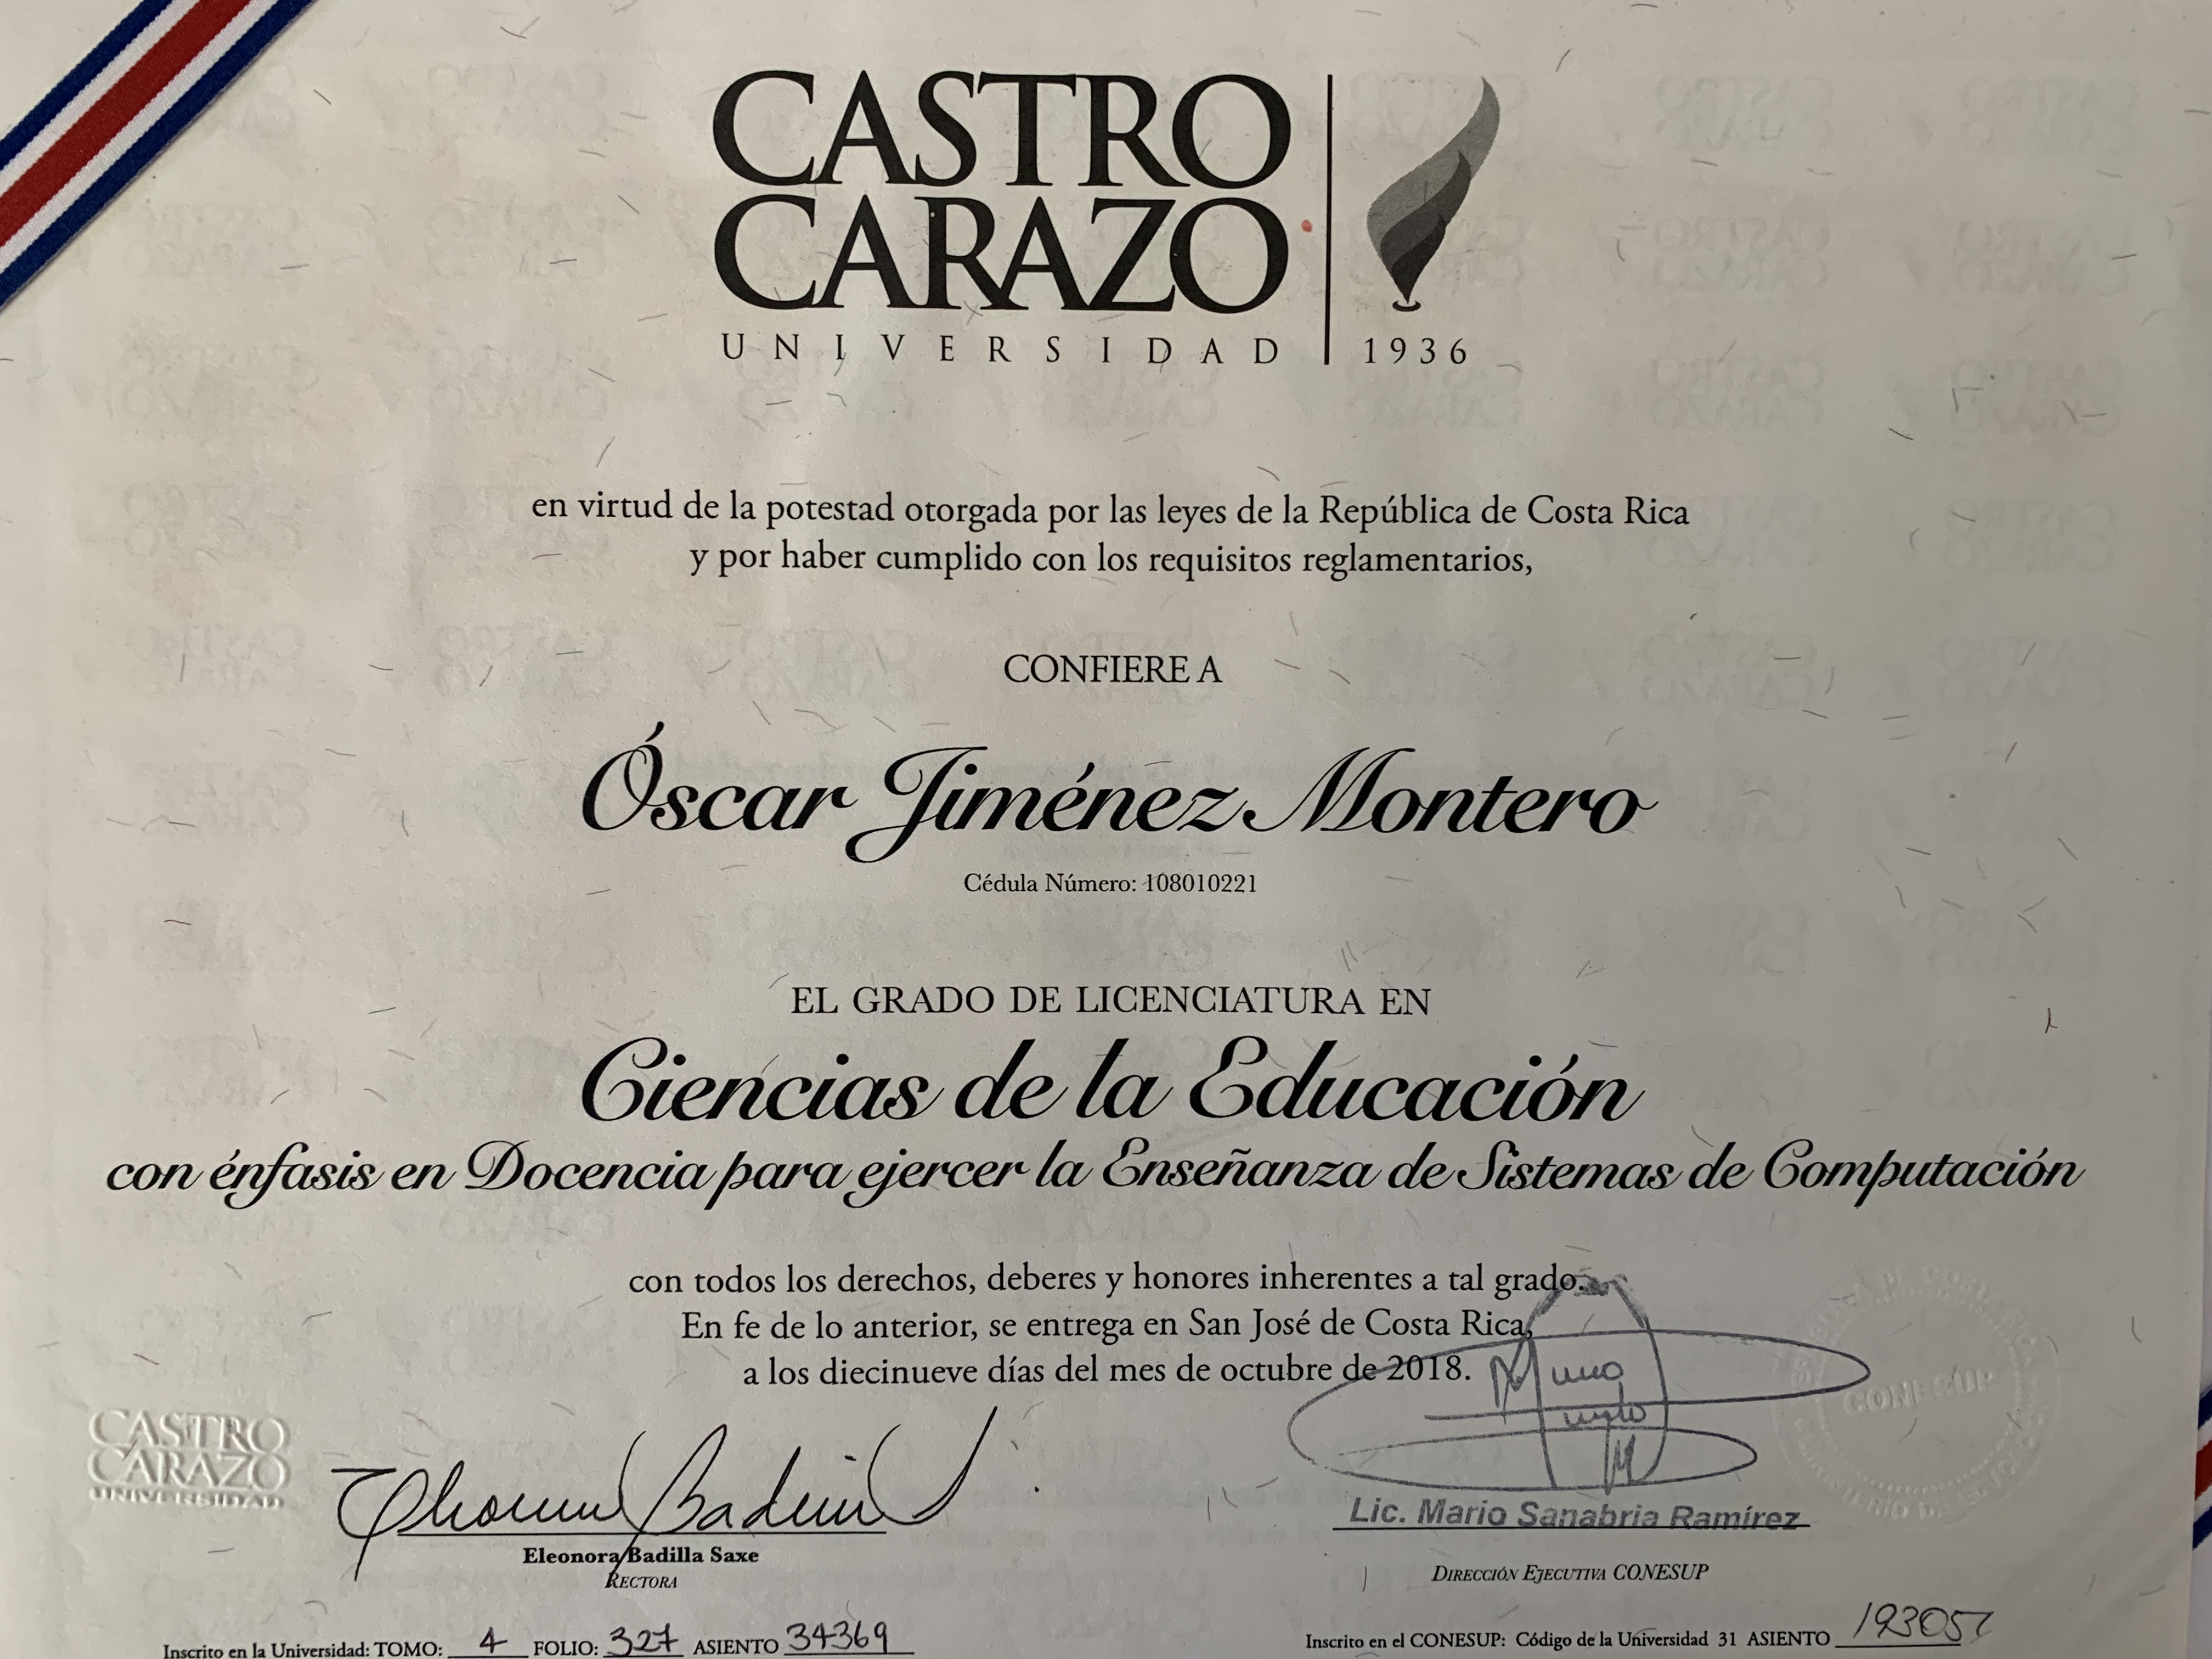 CASTRO
CARAZO
UNIVERSIDAD | 1936
en virtud de la potestad otorgada por las leyes de la República de Costa Rica
y por haber cumplido con los requisitos reglamentarios,
CONFIERE A
Óscar Jiménez Montero
Cédula Número: 108010221
EL GRADO DE LICENCIATURA EN
Ciencias de la Educación
con énfasis en Docencia para ejercer la Enseñanza de Sistemas de Computación
con todos los derechos, deberes y honores inherentes a tal grado.
En fe de lo anterior, se entrega en San José de Costa Rica,
a los diecinueve días del mes de octubre de 2018.
CASTRO
CARAZO
UNIVERSIDAD
Eleonora Badilla Saxe
RECTORA
Lic. Mario Sanabria Ramírez
DIRECCIÓN EJECUTIVA CONESUP
CONESUP
Inscrito en la Universidad: TOMO: 4 FOLIO: 327 ASIENTO 34369
Inscrito en el CONESUP: Código de la Universidad 31 ASIENTO 193057